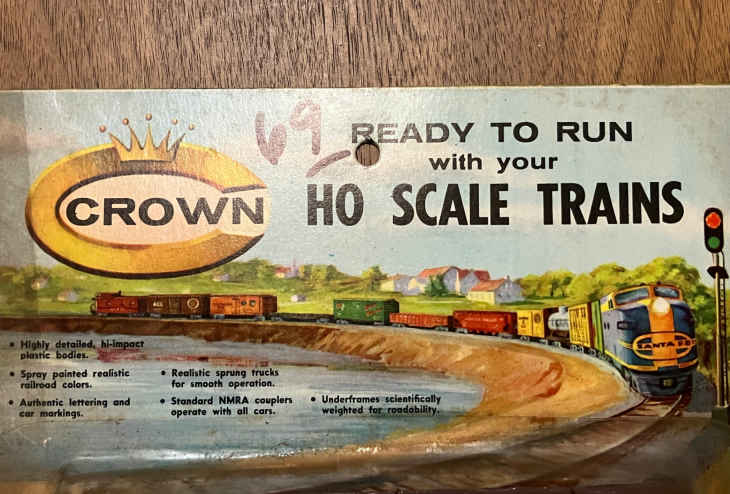 69
READY TO RUN
with your
HO SCALE TRAINS
CROWN
SANTA FE
• Highly detailed, hi-impact
plastic bodies.
• Spray painted realistic
railroad colors.
• Authentic lettering and
car markings.
• Realistic sprung trucks
for smooth operation.
• Standard NMRA couplers
operate with all cars.
• Underframes scientifically
weighted for roadability.